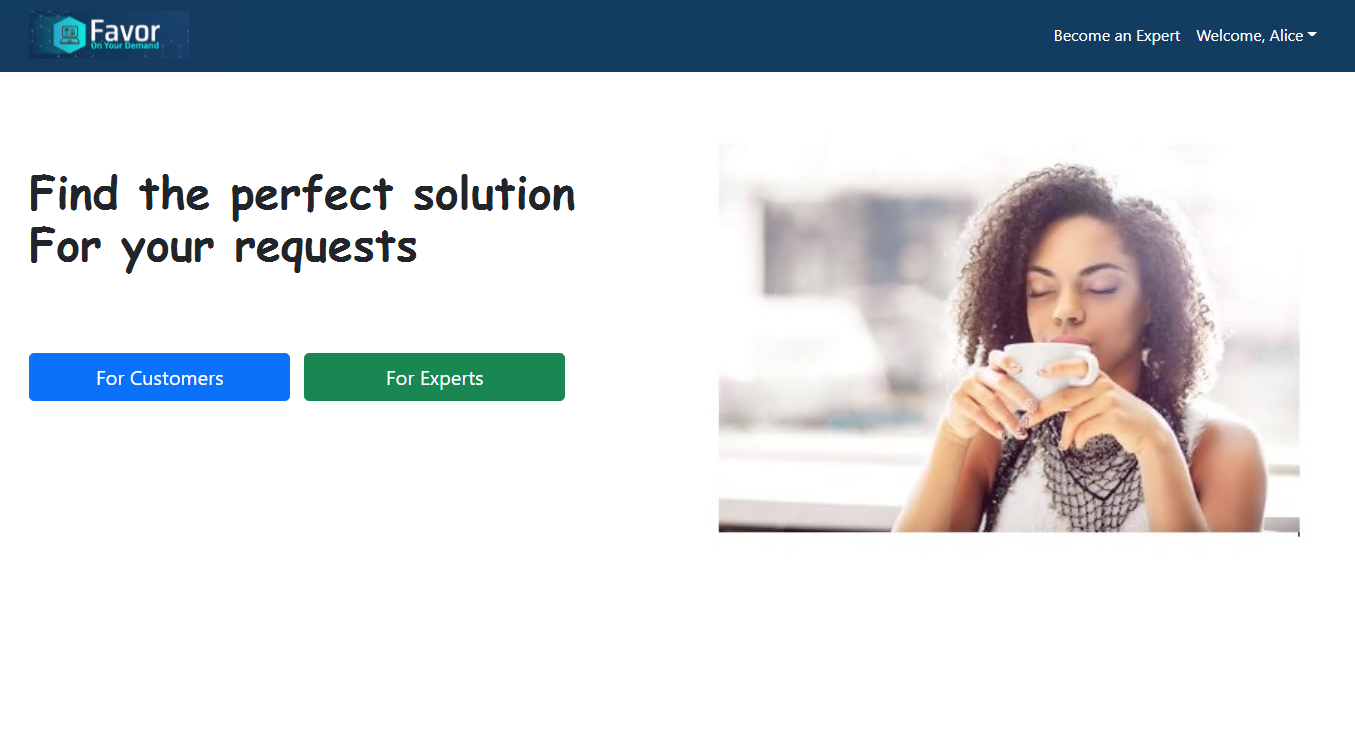 Favor
On Your Demand
Become an Expert
Welcome, Alice
Find the perfect solution
For your requests
For Customers
For Experts